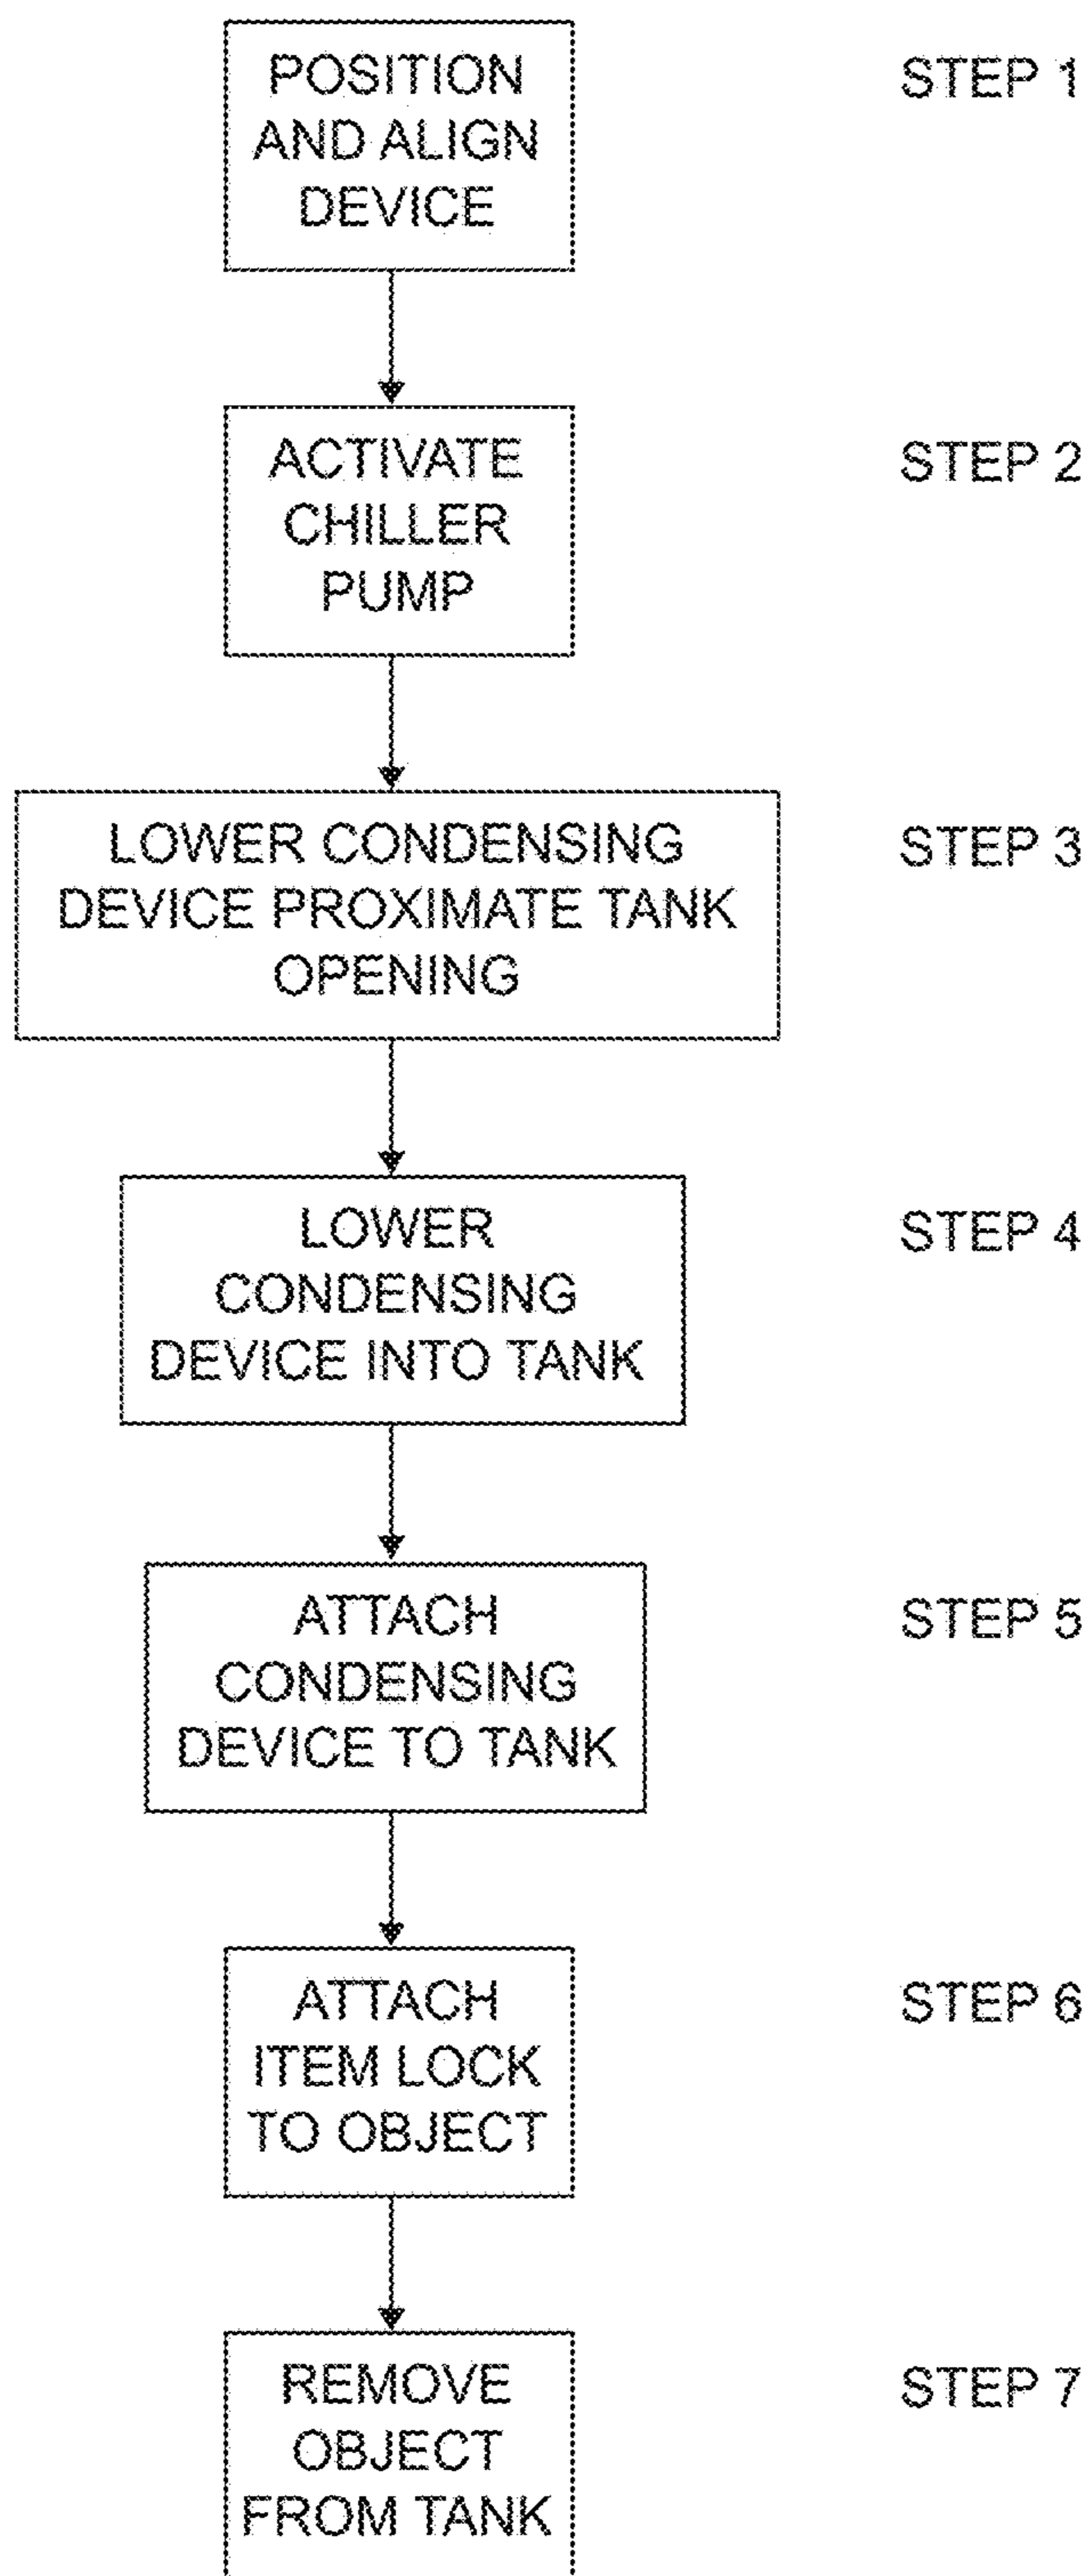 POSITION
AND ALIGN
DEVICE
STEP 1
ACTIVATE
CHILLER
PUMP
STEP 2
LOWER CONDENSING
DEVICE PROXIMATE TANK
OPENING
STEP 3
LOWER
CONDENSING
DEVICE INTO TANK
STEP 4
ATTACH
CONDENSING
DEVICE TO TANK
STEP 5
ATTACH
ITEM LOCK
TO OBJECT
STEP 6
REMOVE
OBJECT
FROM TANK
STEP 7